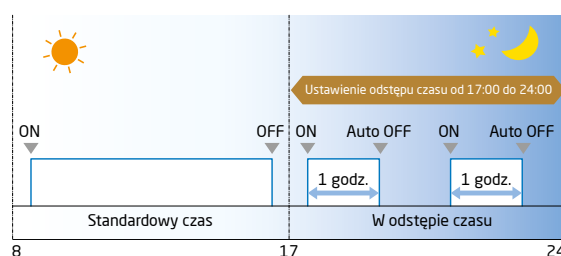 Ustawienie odstępu czasu od 17:00 do 24:00
ON OFF ON Auto OFF ON Auto OFF
1 godz. 1 godz.
Standardowy czas W odstępie czasu
8 17 24